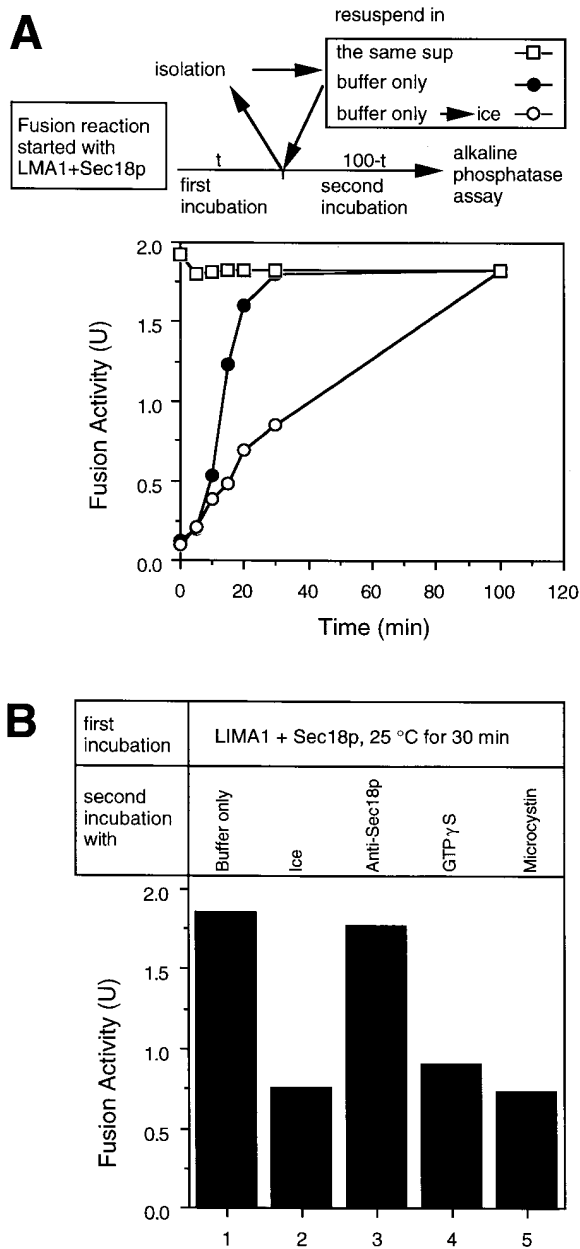 A
resuspend in
the same sup
isolation
buffer only
buffer only ice
Fusion reaction
started with
LMA1+Sec18p
t
100-t
first
incubation
second
incubation
alkaline
phosphatase
assay
2.0
1.5
1.0
0.5
0.0
Fusion Activity (U)
0 20 40 60 80 100 120
Time (min)
B
first
incubation
LIMA1 + Sec18p, 25 °C for 30 min
second
incubation
with
Buffer only
Ice
Anti-Sec18p
GTPγS
Microcystin
2.0
1.5
1.0
0.5
0.0
Fusion Activity (U)
1 2 3 4 5